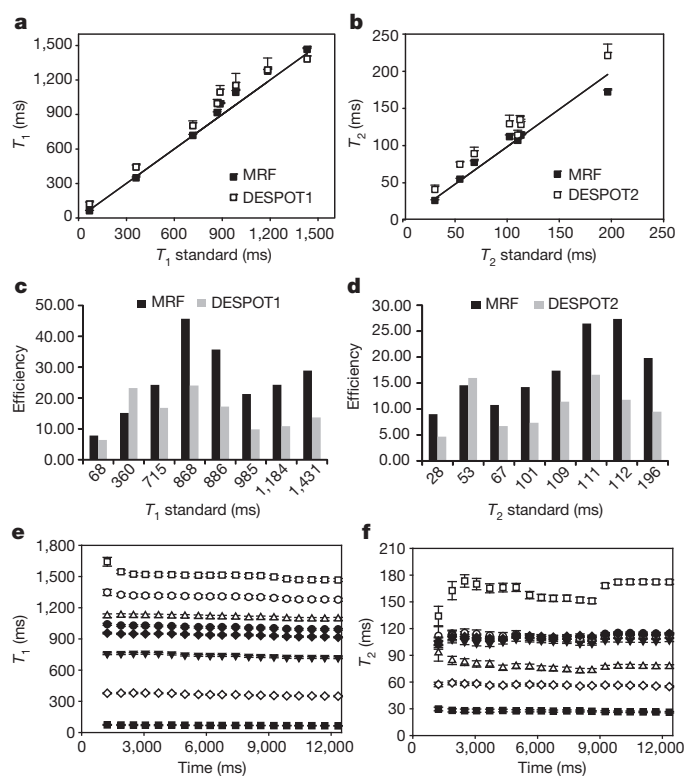 a
1,500
1,200
900
600
300
0
T1 (ms)
MRF
DESPOT1
0 300 600 900 1,200 1,500
T1 standard (ms)
b
250
200
150
100
50
0
T2 (ms)
MRF
DESPOT2
0 50 100 150 200 250
T2 standard (ms)
c
MRF DESPOT1
50.00
40.00
30.00
20.00
10.00
0.00
Efficiency
68 360 715 868 886 985 1,184 1,431
T1 standard (ms)
d
MRF DESPOT2
30.00
25.00
20.00
15.00
10.00
5.00
0.00
Efficiency
28 53 67 101 109 111 112 196
T2 standard (ms)
e
1,800
1,500
1,200
900
600
300
0
T1 (ms)
0 3,000 6,000 9,000 12,000
Time (ms)
f
210
180
150
120
90
60
30
0
T2 (ms)
0 3,000 6,000 9,000 12,000
Time (ms)